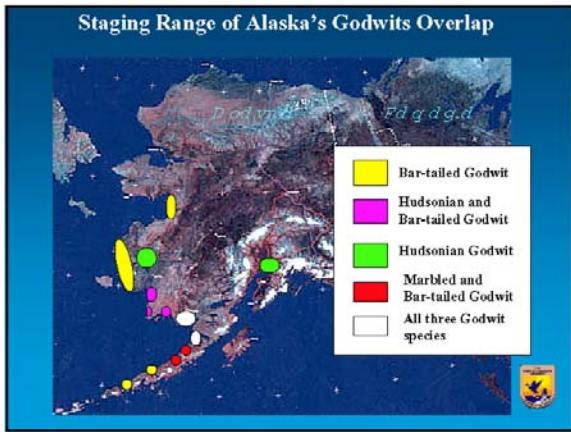 Staging Range of Alaska's Godwits Overlap
Bar-tailed Godwit
Hudsonian and
Bar-tailed Godwit
Hudsonian Godwit
Marbled and
Bar-tailed Godwit
All three Godwit
species